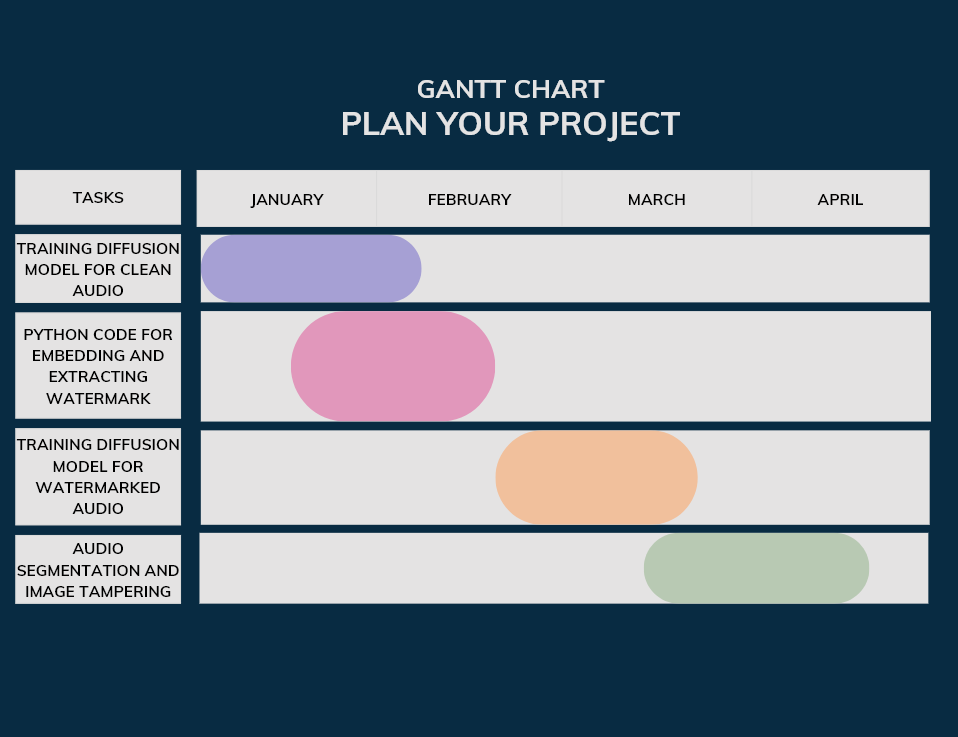 GANTT CHART
PLAN YOUR PROJECT
TASKS
JANUARY
FEBRUARY
MARCH
APRIL
TRAINING DIFFUSION
MODEL FOR CLEAN
AUDIO
PYTHON CODE FOR
EMBEDDING AND
EXTRACTING
WATERMARK
TRAINING DIFFUSION
MODEL FOR
WATERMARKED
AUDIO
AUDIO
SEGMENTATION AND
IMAGE TAMPERING